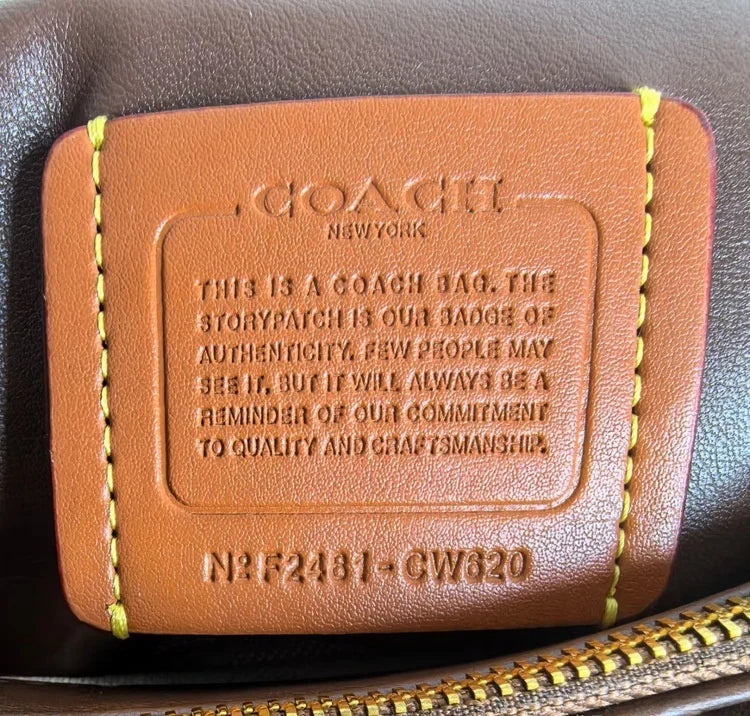 COACH
NEW YORK
THIS IS A COACH BAG. THE
STORYPATCH IS OUR BADGE OF
AUTHENTICITY. FEW PEOPLE MAY
SEE IT, BUT IT WILL ALWAYS BE A
REMINDER OF OUR COMMITMENT
TO QUALITY AND CRAFTSMANSHIP.
Nº F2461-CW620